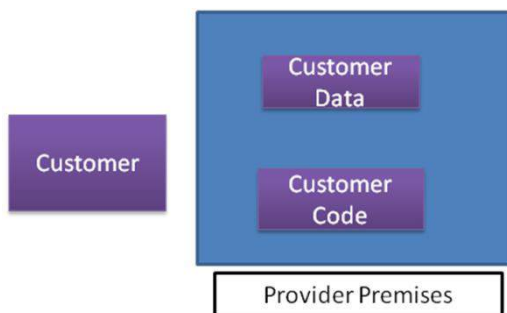 Customer
Customer
Data
Customer
Code
Provider Premises